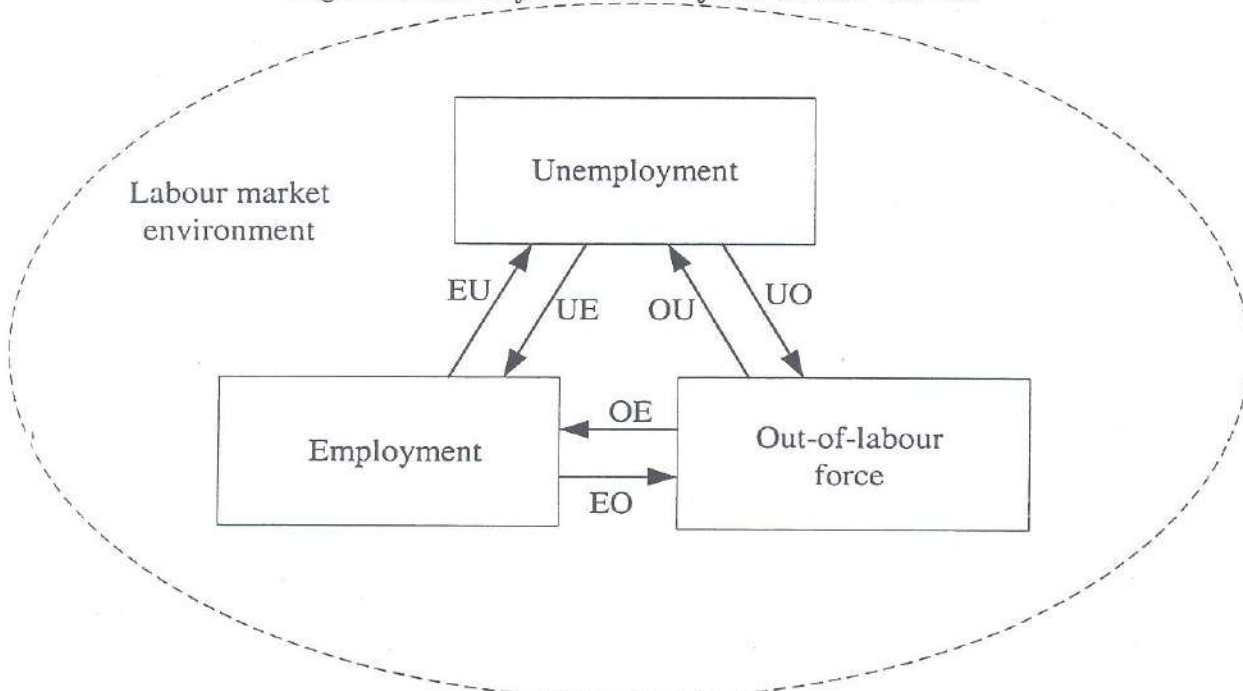 Unemployment
Labour market
environment
EU
UE
OU
UO
OE
EO
Employment
Out-of-labour
force